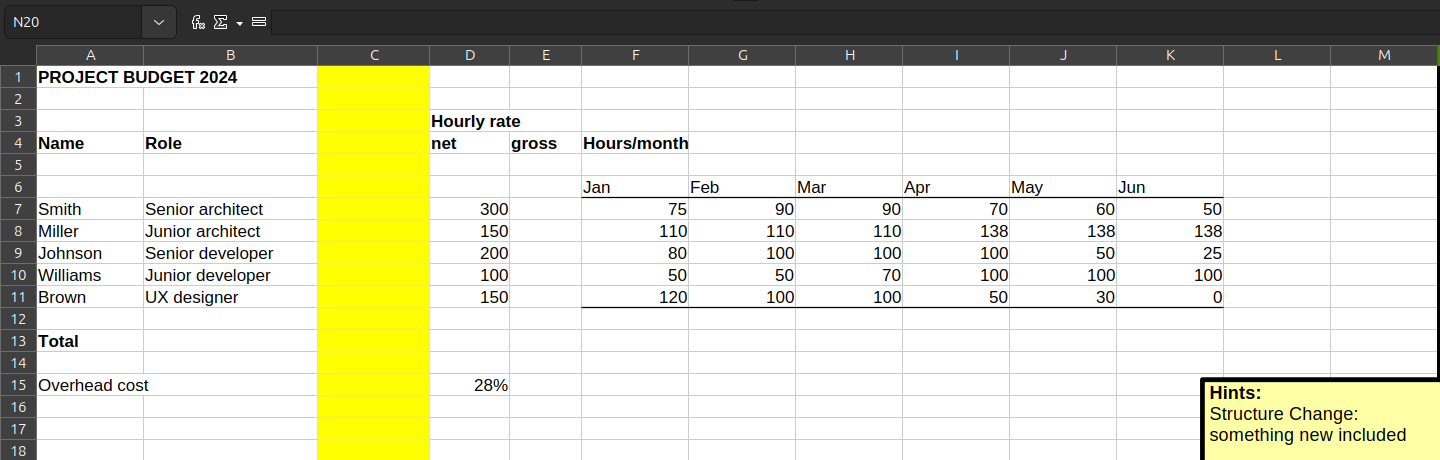 N20
A B C D E F G H I J K L M
1 PROJECT BUDGET 2024
2
3 Hourly rate
4 Name Role net gross Hours/month
5
6 Jan Feb Mar Apr May Jun
7 Smith Senior architect 300 75 90 90 70 60 50
8 Miller Junior architect 150 110 110 110 138 138 138
9 Johnson Senior developer 200 80 100 100 100 50 25
10 Williams Junior developer 100 50 50 70 100 100 100
11 Brown UX designer 150 120 100 100 50 30 0
12
13 Total
14
15 Overhead cost 28%
16
17
18
Hints:
Structure Change:
something new included